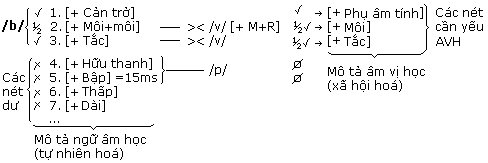 ✓ 1. [+ Cản trở] ✓ [+ Phụ âm tính] Các nét
/b/ ½ 2. [+ Môi+môi] —— >< /v/ [+ M+R] ½✓→ [+ Môi] cần yếu
✓ 3. [+ Tắc] —— >< /v/ ½✓→ [+ Tắc] AVH
× 4. [+ Hữu thanh] —— /p/ ∅ Mô tả âm vị học
Các × 5. [+ Bập] =15ms ∅ (xã hội hoá)
nét × 6. [+ Thấp]
dư × 7. [+ Dài]
...
Mô tả ngữ âm học
(tự nhiên hoá)